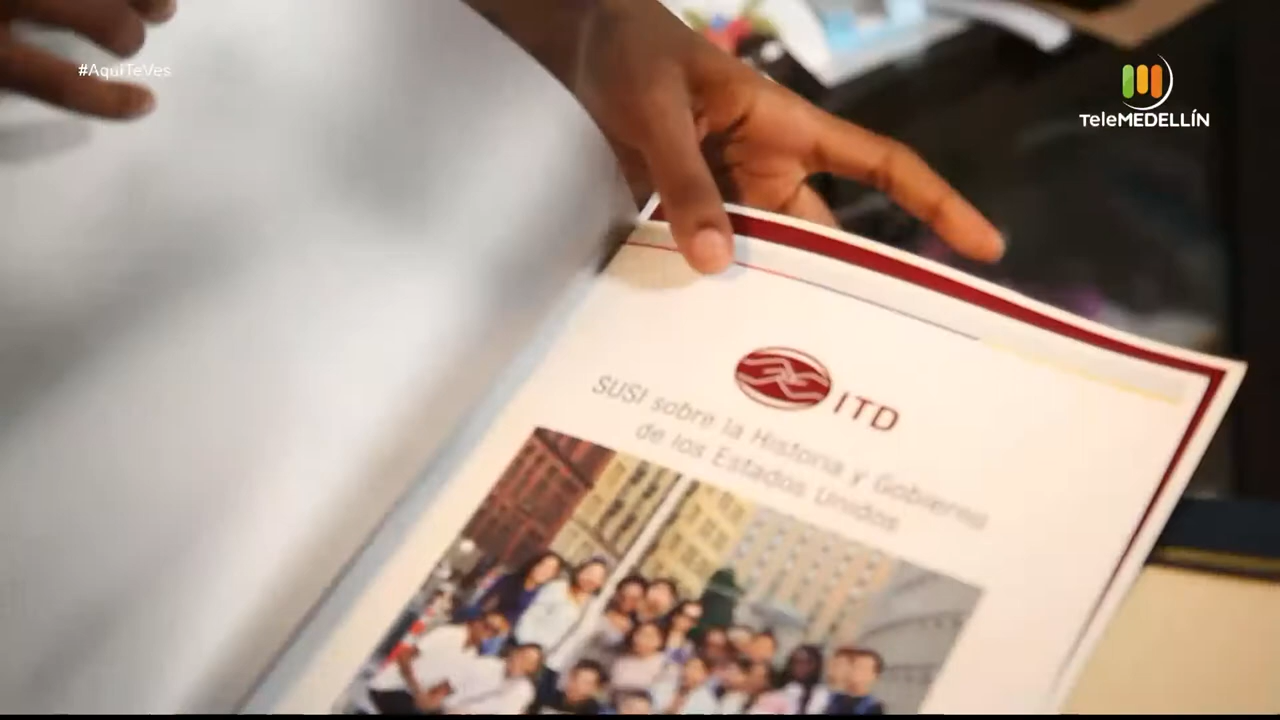 #AquíTeVes
TeleMEDELLÍN
ITD
SUSI sobre la Historia y Gobierno
de los Estados Unidos